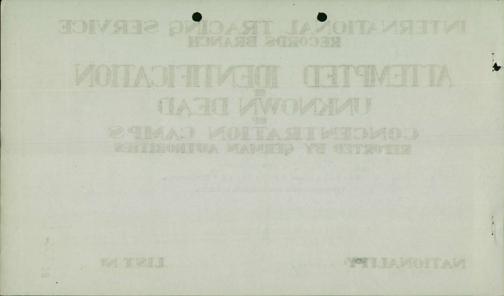 INTERNATIONAL TRACING SERVICE
RECORDS BRANCH
ATTEMPTED IDENTIFICATION
OF
UNKNOWN DEAD
OF
CONCENTRATION CAMPS
REPORTED BY GERMAN AUTHORITIES
NATIONALITY LIST Nº